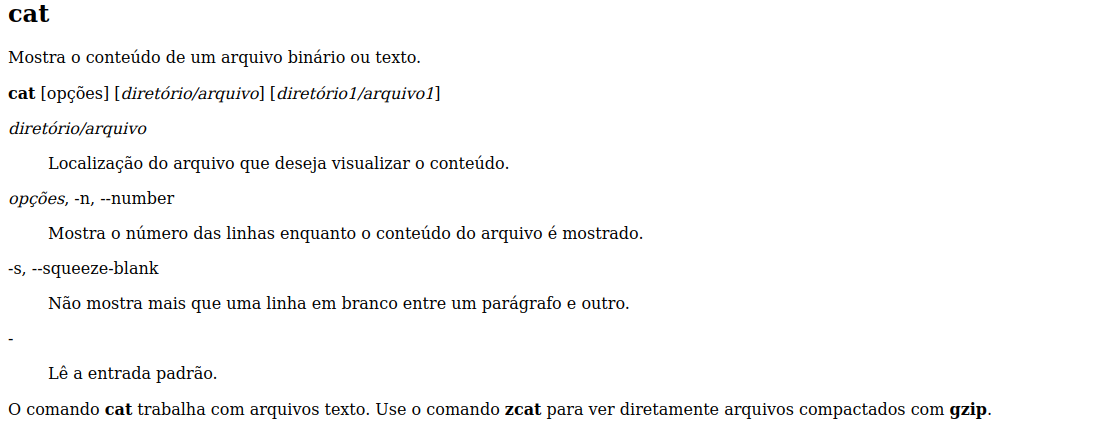 cat
Mostra o conteúdo de um arquivo binário ou texto.
cat [opções] [diretório/arquivo] [diretório1/arquivo1]
diretório/arquivo
Localização do arquivo que deseja visualizar o conteúdo.
opções, -n, --number
Mostra o número das linhas enquanto o conteúdo do arquivo é mostrado.
-s, --squeeze-blank
Não mostra mais que uma linha em branco entre um parágrafo e outro.
-
Lê a entrada padrão.
O comando cat trabalha com arquivos texto. Use o comando zcat para ver diretamente arquivos compactados com gzip.